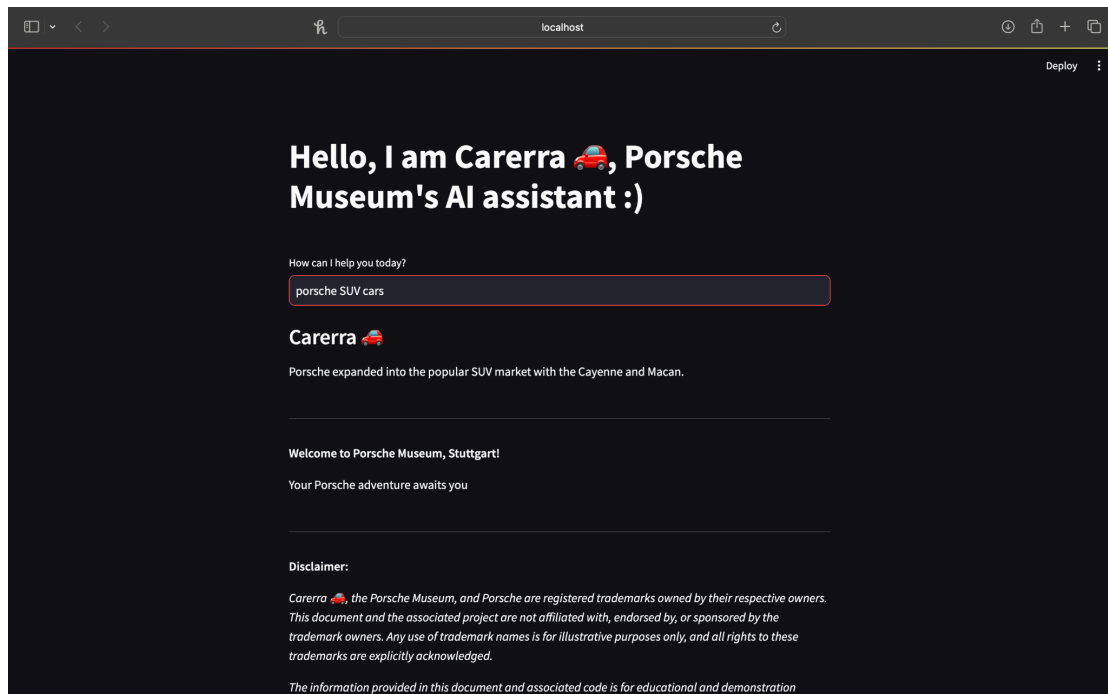 localhost
Deploy
Hello, I am Carerra 🚗, Porsche
Museum's AI assistant :)
How can I help you today?
porsche SUV cars
Carerra 🚗
Porsche expanded into the popular SUV market with the Cayenne and Macan.
Welcome to Porsche Museum, Stuttgart!
Your Porsche adventure awaits you
Disclaimer:
Carerra 🚗, the Porsche Museum, and Porsche are registered trademarks owned by their respective owners.
This document and the associated project are not affiliated with, endorsed by, or sponsored by the
trademark owners. Any use of trademark names is for illustrative purposes only, and all rights to these
trademarks are explicitly acknowledged.
The information provided in this document and associated code is for educational and demonstration